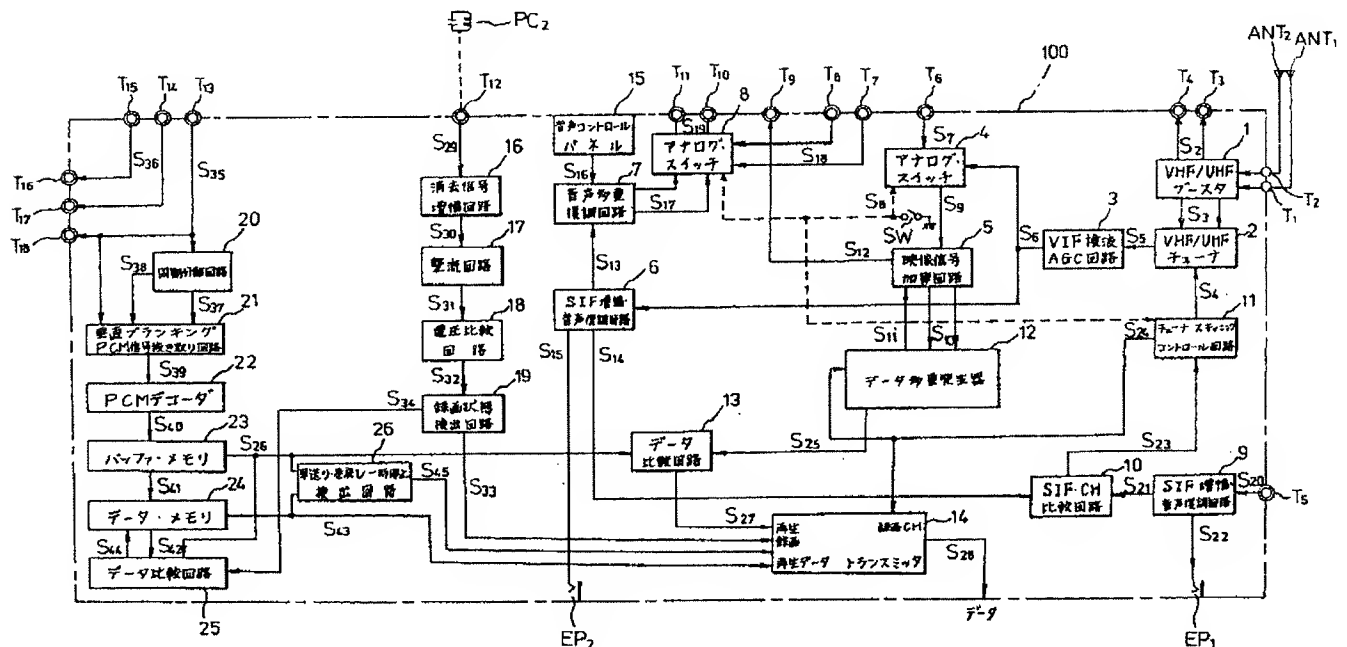 PC₂
ANT₂
ANT₁
T₁₅
T₁₄
T₁₃
T₁₂
15
T₁₁
T₁₀
8
T₉
T₈
T₇
T₆
100
T₄
T₃
音声コントロール
パネル
S₁₉
アナログ・
スイッチ
S₁₈
S₇
4
アナログ・
スイッチ
S₂
1
VHF/UHF
ブースタ
T₁
T₂
S₃₆
S₃₅
S₂₉
16
消去信号
増幅回路
S₁₆
7
音声多重
復調回路
S₁₇
S₈
SW
S₉
S₆
3
VIF検波
AGC回路
S₅
S₃
2
VHF/UHF
チューナ
T₁₆
T₁₇
T₁₈
20
同期分離回路
S₃₈
S₃₇
S₃₀
17
整流回路
S₁₃
S₁₂
5
映像信号
加算回路
S₄
21
垂直ブランキング
PCM信号抜き取り回路
S₃₁
18
電圧比較
回路
6
SIF増幅・
音声復調回路
S₁₁
S₁₀
12
データ多重発生器
S₂₄
11
チューナ スキャニング
コントロール回路
S₁₅
S₁₄
S₃₉
22
PCMデコーダ
S₃₂
S₃₄
19
録画状態
検出回路
13
データ
比較回路
S₂₅
S₂₃
S₄₀
23
バッファ・メモリ
S₂₆
26
早送り・巻戻し・一時停止
検出回路
S₄₅
S₃₃
10
SIF・CH
比較回路
S₂₁
9
SIF増幅・
音声復調回路
S₂₀
T₅
S₄₁
24
データ・メモリ
S₄₃
S₂₇
14
再生
録画
録画CH
再生データ トランスミッタ
S₂₈
S₂₂
S₄₄
S₄₂
データ比較回路
25
EP₂
データ
EP₁